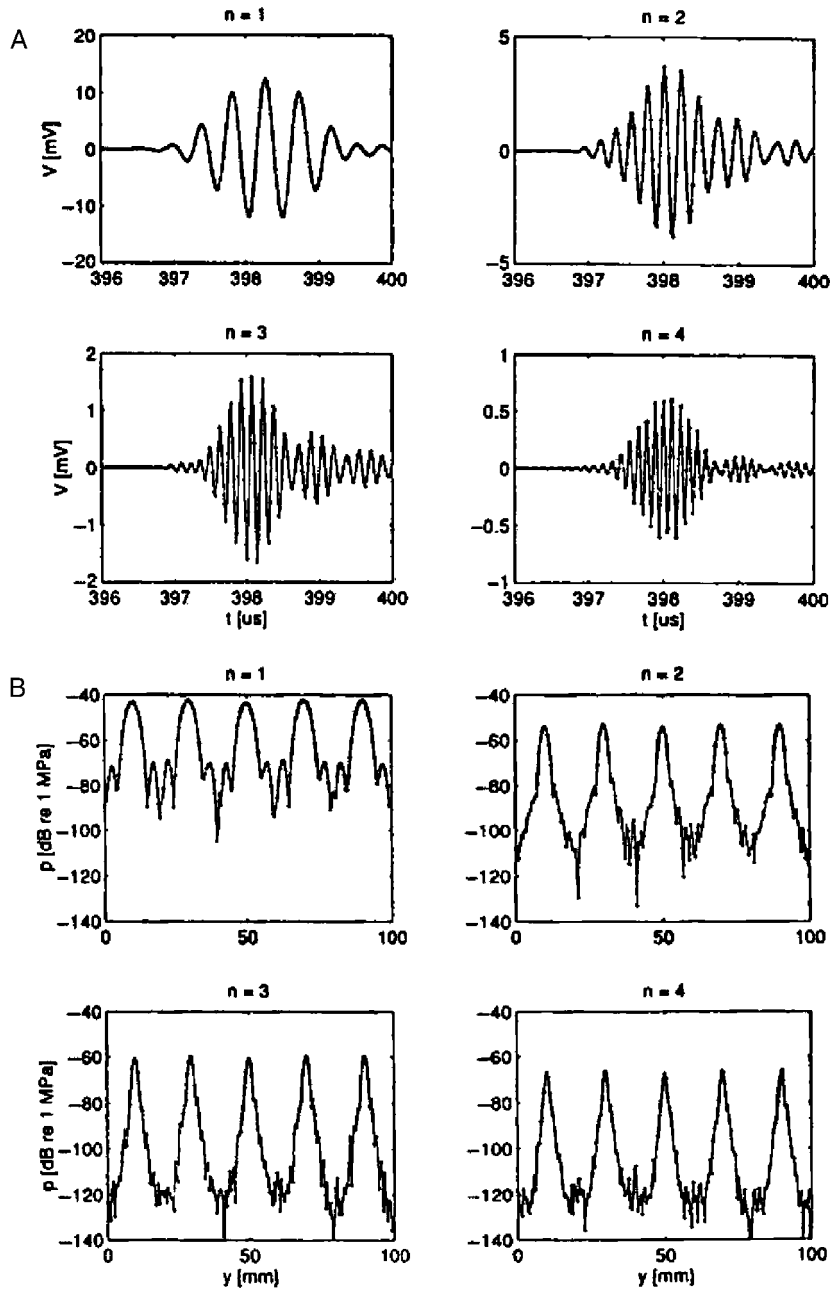 A
n = 1
n = 2
V [mV]
20
10
0
−10
−20
396 397 398 399 400
5
0
−5
396 397 398 399 400
n = 3
n = 4
V [mV]
2
1
0
−1
−2
396 397 398 399 400
t [us]
1
0.5
0
−0.5
−1
396 397 398 399 400
t [us]
B
n = 1
n = 2
p [dB re 1 MPa]
−40
−60
−80
−100
−120
−140
0 50 100
−40
−60
−80
−100
−120
−140
0 50 100
n = 3
n = 4
p [dB re 1 MPa]
−40
−60
−80
−100
−120
−140
0 50 100
y [mm]
−40
−60
−80
−100
−120
−140
0 50 100
y [mm]